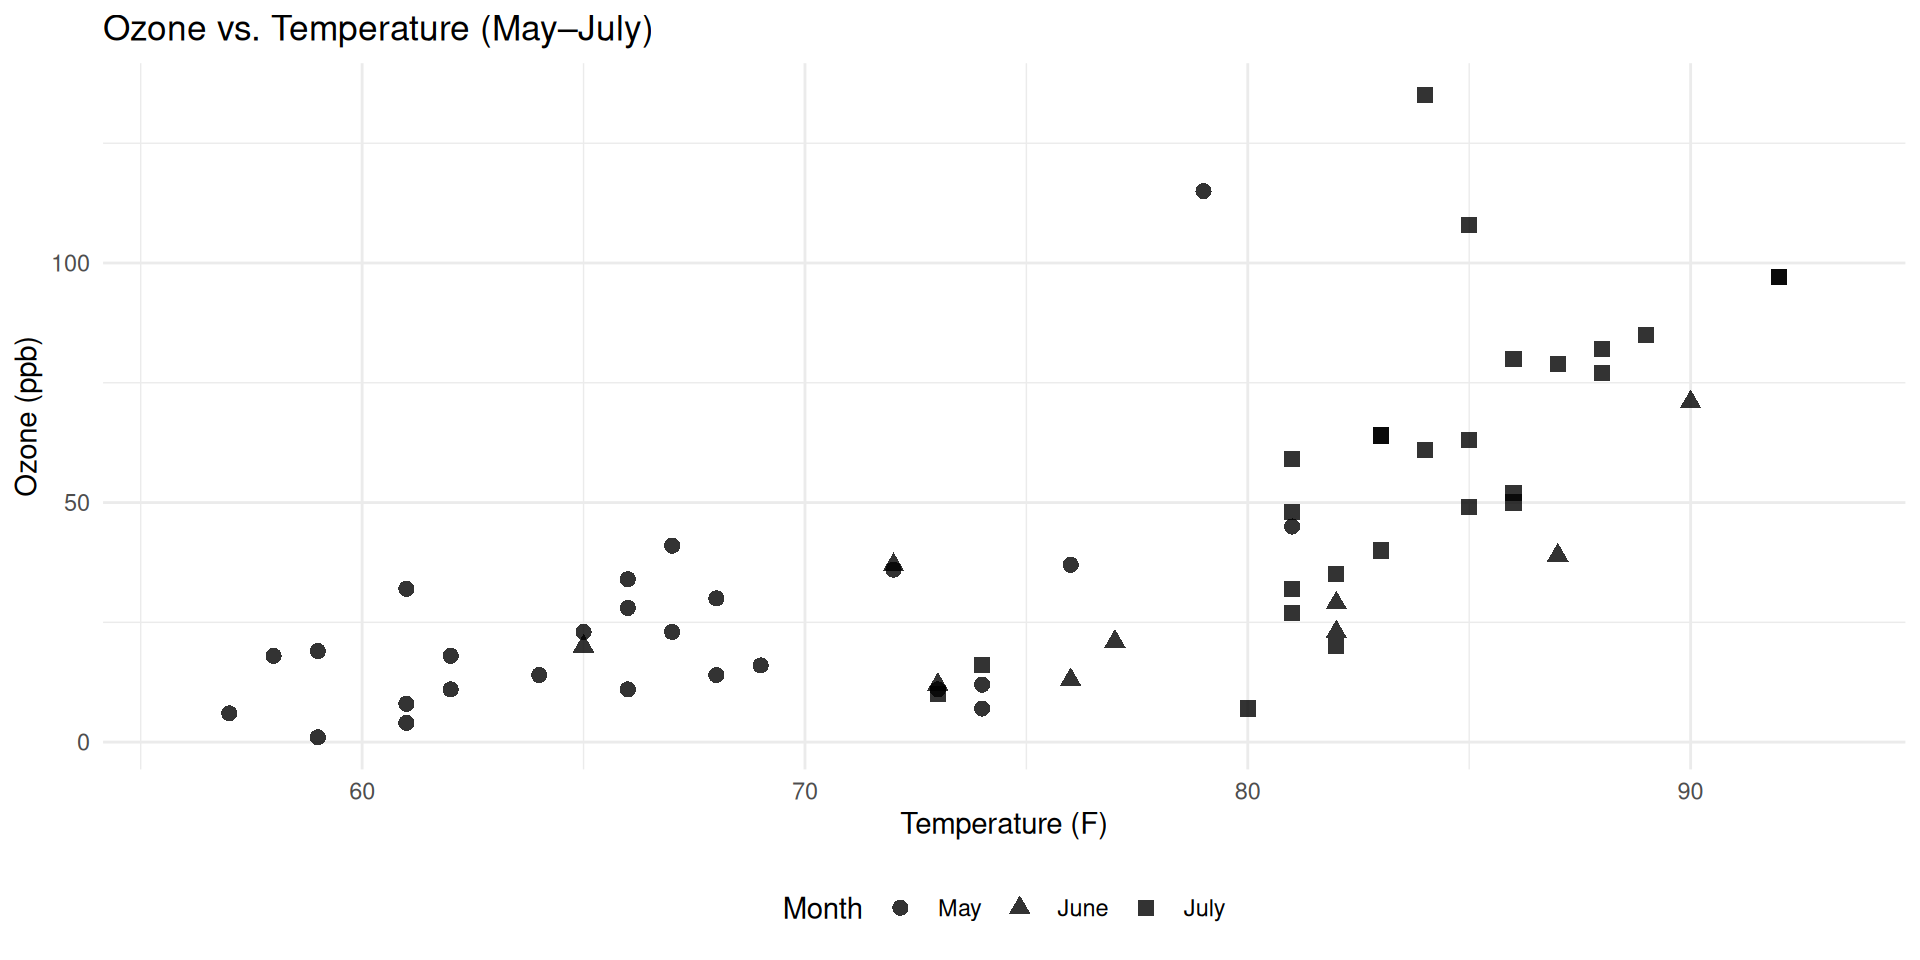 Ozone vs. Temperature (May–July)
Ozone (ppb)
100
50
0
60 70 80 90
Temperature (F)
Month May June July